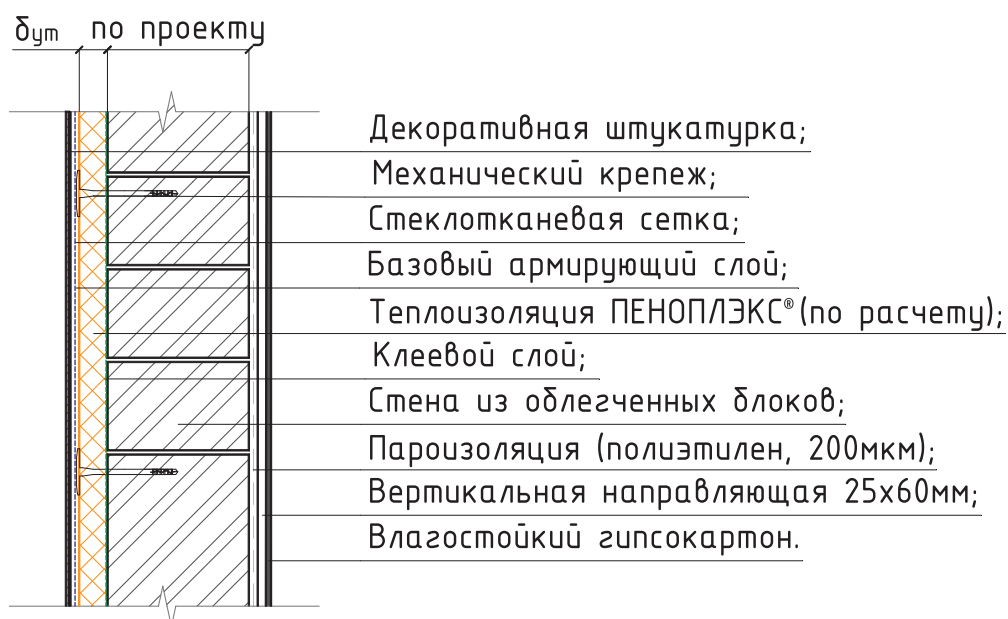 δут по проекту
Декоративная штукатурка;
Механический крепеж;
Стеклотканевая сетка;
Базовый армирующий слой;
Теплоизоляция ПЕНОПЛЭКС® (по расчету);
Клеевой слой;
Стена из облегченных блоков;
Пароизоляция (полиэтилен, 200мкм);
Вертикальная направляющая 25х60мм;
Влагостойкий гипсокартон.